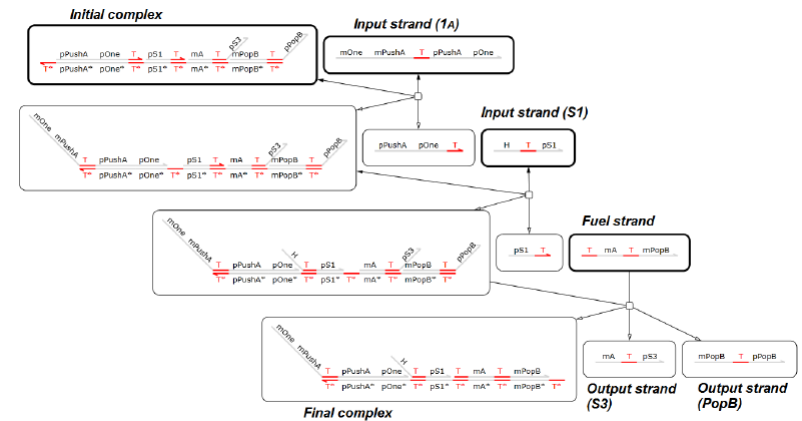 Initial complex
Input strand (1A)
pS3
pPopB
pPushA pOne T pS1 T mA T mPopB T
T* pPushA* pOne* T* pS1* T* mA* T* mPopB* T*
mOne mPushA T pPushA pOne
Input strand (S1)
mOne mPushA
pS3
pPopB
T pPushA pOne pS1 T mA T mPopB T
T* pPushA* pOne* T* pS1* T* mA* T* mPopB* T*
pPushA pOne T
H T pS1
Fuel strand
mOne mPushA
H
pS3
pPopB
T pPushA pOne T pS1 mA T mPopB T
T* pPushA* pOne* T* pS1* T* mA* T* mPopB* T*
pS1 T
T mA T mPopB
mOne mPushA
H
T pPushA pOne T pS1 T mA T mPopB
T* pPushA* pOne* T* pS1* T* mA* T* mPopB* T*
mA T pS3
mPopB T pPopB
Final complex
Output strand
(S3)
Output strand
(PopB)